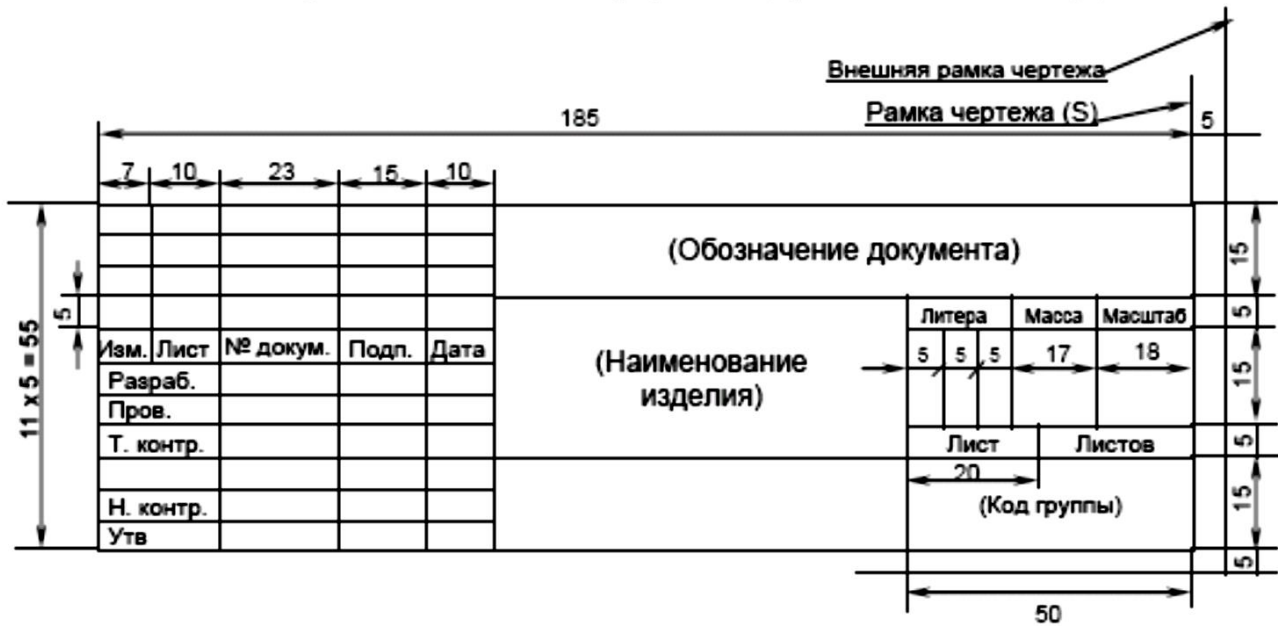 Внешняя рамка чертежа
Рамка чертежа (S)
185
5
7 10 23 15 10
(Обозначение документа)
15
5
11 x 5 = 55
Литера Масса Масштаб
5
Изм. Лист № докум. Подп. Дата
(Наименование
изделия)
5 5 5 17 18
15
Разраб.
Пров.
Т. контр.
Лист Листов
5
20
(Код группы)
15
Н. контр.
Утв
5
50